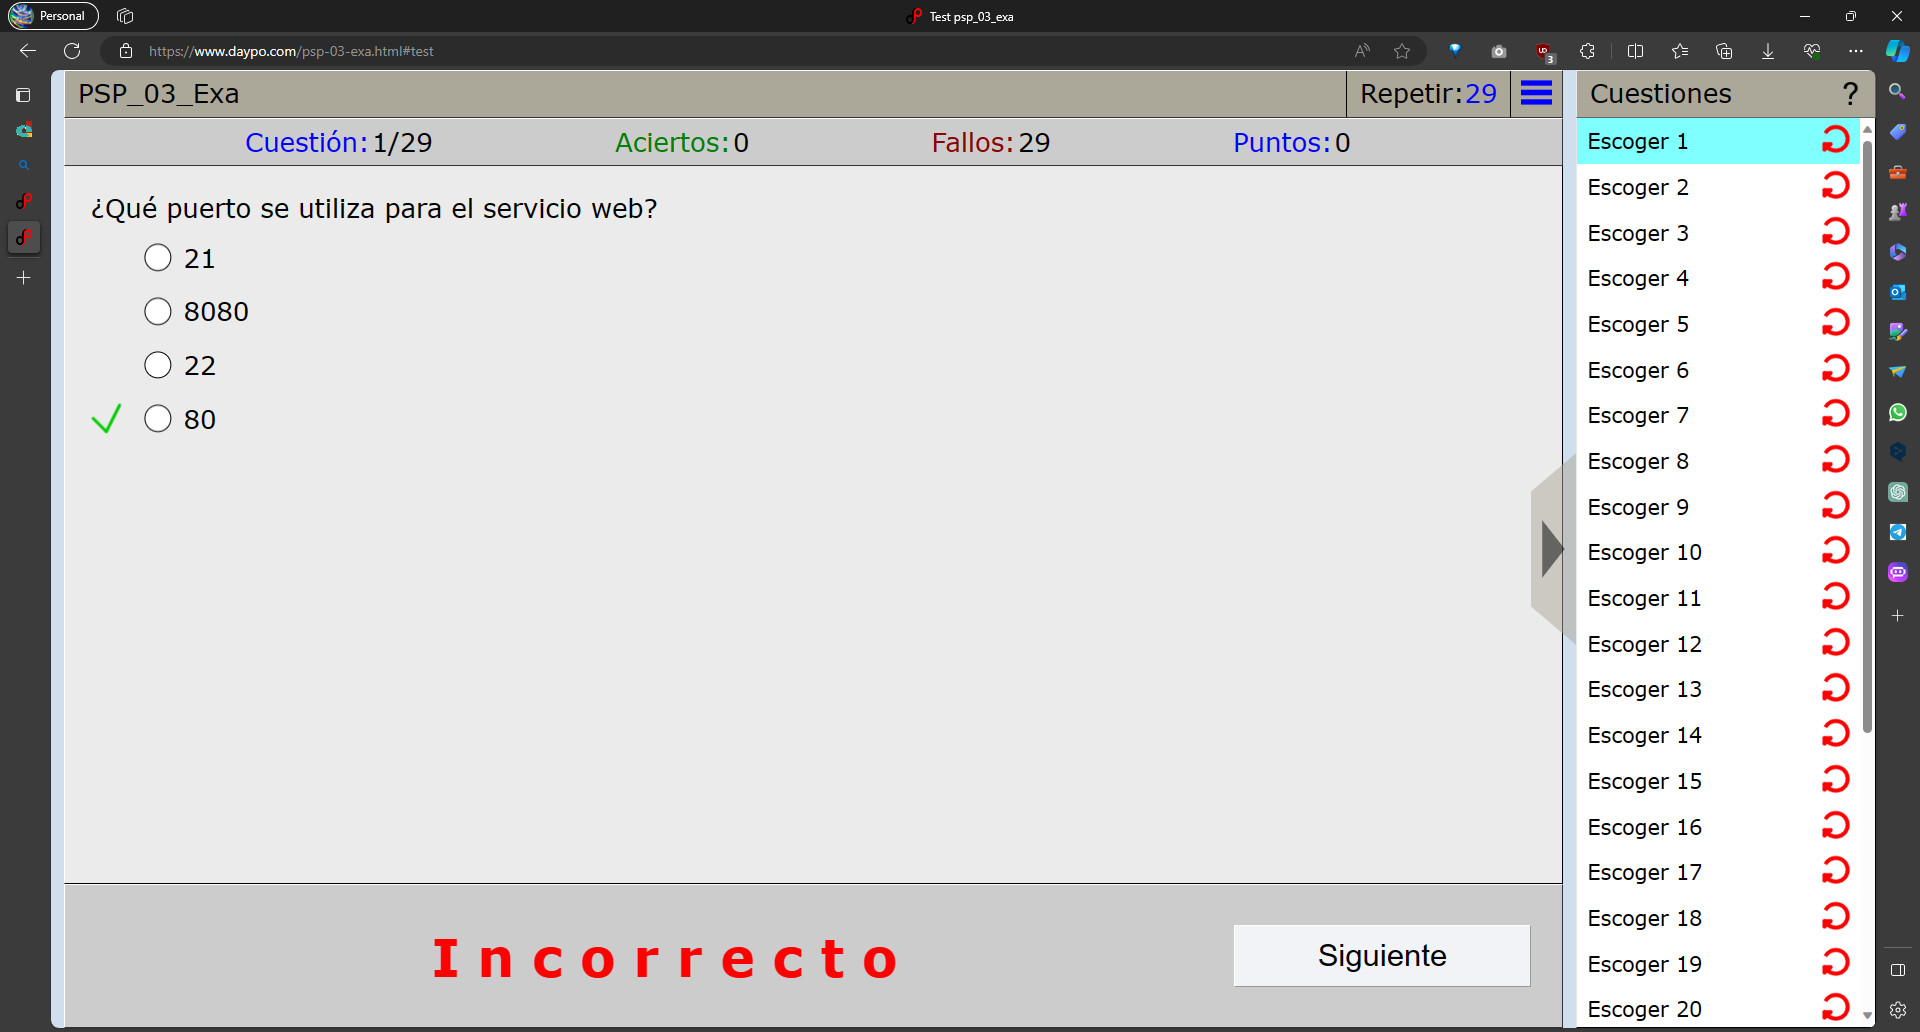 Personal
Test psp_03_exa
https://www.daypo.com/psp-03-exa.html#test
3
PSP_03_Exa
Repetir:29
Cuestiones
?
Cuestión:1/29
Aciertos:0
Fallos:29
Puntos:0
¿Qué puerto se utiliza para el servicio web?
21
8080
22
80
Incorrecto
Siguiente
Escoger 1
Escoger 2
Escoger 3
Escoger 4
Escoger 5
Escoger 6
Escoger 7
Escoger 8
Escoger 9
Escoger 10
Escoger 11
Escoger 12
Escoger 13
Escoger 14
Escoger 15
Escoger 16
Escoger 17
Escoger 18
Escoger 19
Escoger 20